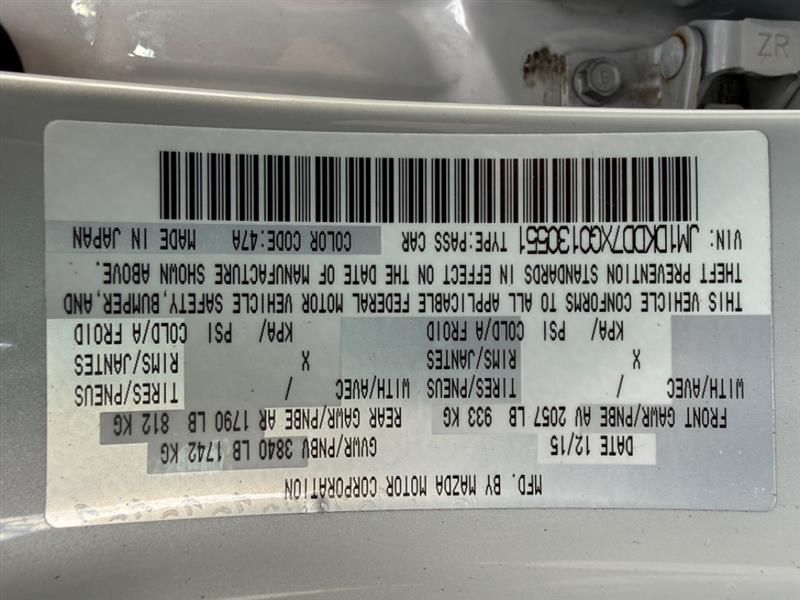 MFD. BY MAZDA MOTOR CORPORATION
DATE 12/15 GVWR/PNBV 3840 LB 1742 KG
FRONT GAWR/PNBE AV 2057 LB 933 KG REAR GAWR/PNBE AR 1790 LB 812 KG
WITH/AVEC / TIRES/PNEUS WITH/AVEC / TIRES/PNEUS
X RIMS/JANTES X RIMS/JANTES
KPA/ PSI COLD/A FROID KPA/ PSI COLD/A FROID
THIS VEHICLE CONFORMS TO ALL APPLICABLE FEDERAL MOTOR VEHICLE SAFETY, BUMPER, AND
THEFT PREVENTION STANDARDS IN EFFECT ON THE DATE OF MANUFACTURE SHOWN ABOVE.
VIN: JM1DKDD7XG0130551 TYPE:PASS CAR COLOR CODE:47A MADE IN JAPAN
ZR